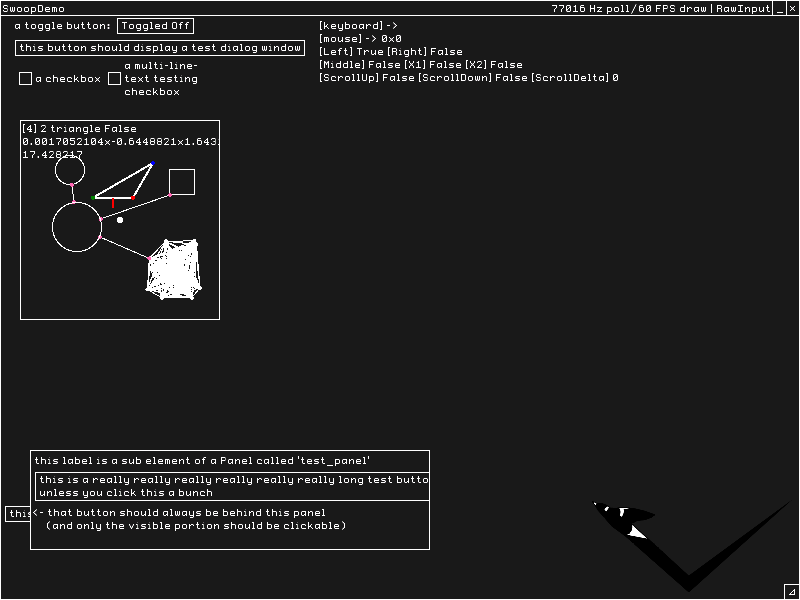 SwoopDemo
77016 Hz poll/60 FPS draw|RawInput _ ×
a toggle button: Toggled Off
this button should display a test dialog window
a checkbox
a multi-line-
text testing
checkbox
[keyboard]->
[mouse]-> 0x0
[Left]True[Right]False
[Middle]False[X1]False[X2]False
[ScrollUp]False[ScrollDown]False[ScrollDelta]0
[4]2 triangle False
0.0017052104x-0.6448821x1.643
17.428217
this label is a sub element of a Panel called 'test_panel'
this is a really really really really really really long test butto
unless you click this a bunch
this
<- that button should always be behind this panel
(and only the visible portion should be clickable)